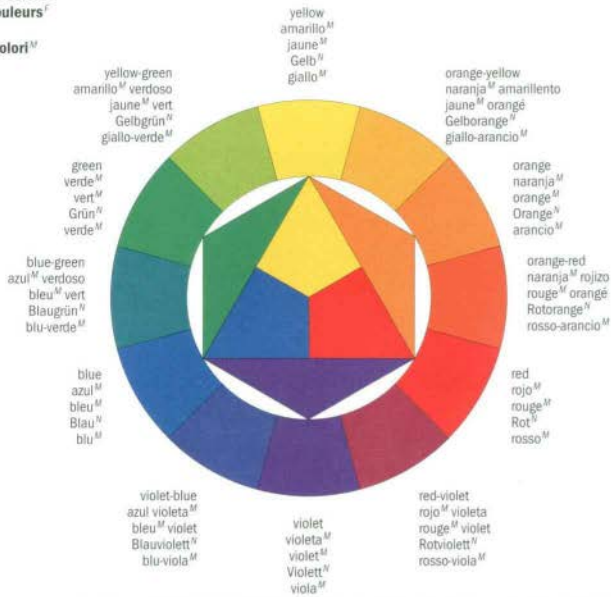 ouleurs F
olori M
yellow
amarillo M
jaune M
Gelb N
giallo M
yellow-green
amarillo M verdoso
jaune M vert
Gelbgrün N
giallo-verde M
orange-yellow
naranja M amarillento
jaune M orangé
Gelborange N
giallo-arancio M
green
verde M
vert M
Grün N
verde M
orange
naranja M
orange M
Orange N
arancio M
blue-green
azul M verdoso
bleu M vert
Blaugrün N
blu-verde M
orange-red
naranja M rojizo
rouge M orangé
Rotorange N
rosso-arancio M
blue
azul M
bleu M
Blau N
blu M
red
rojo M
rouge M
Rot N
rosso M
violet-blue
azul violeta M
bleu M violet
Blauviolett N
blu-viola M
violet
violeta M
violet M
Violett N
viola M
red-violet
rojo M violeta
rouge M violet
Rotviolett N
rosso-viola M